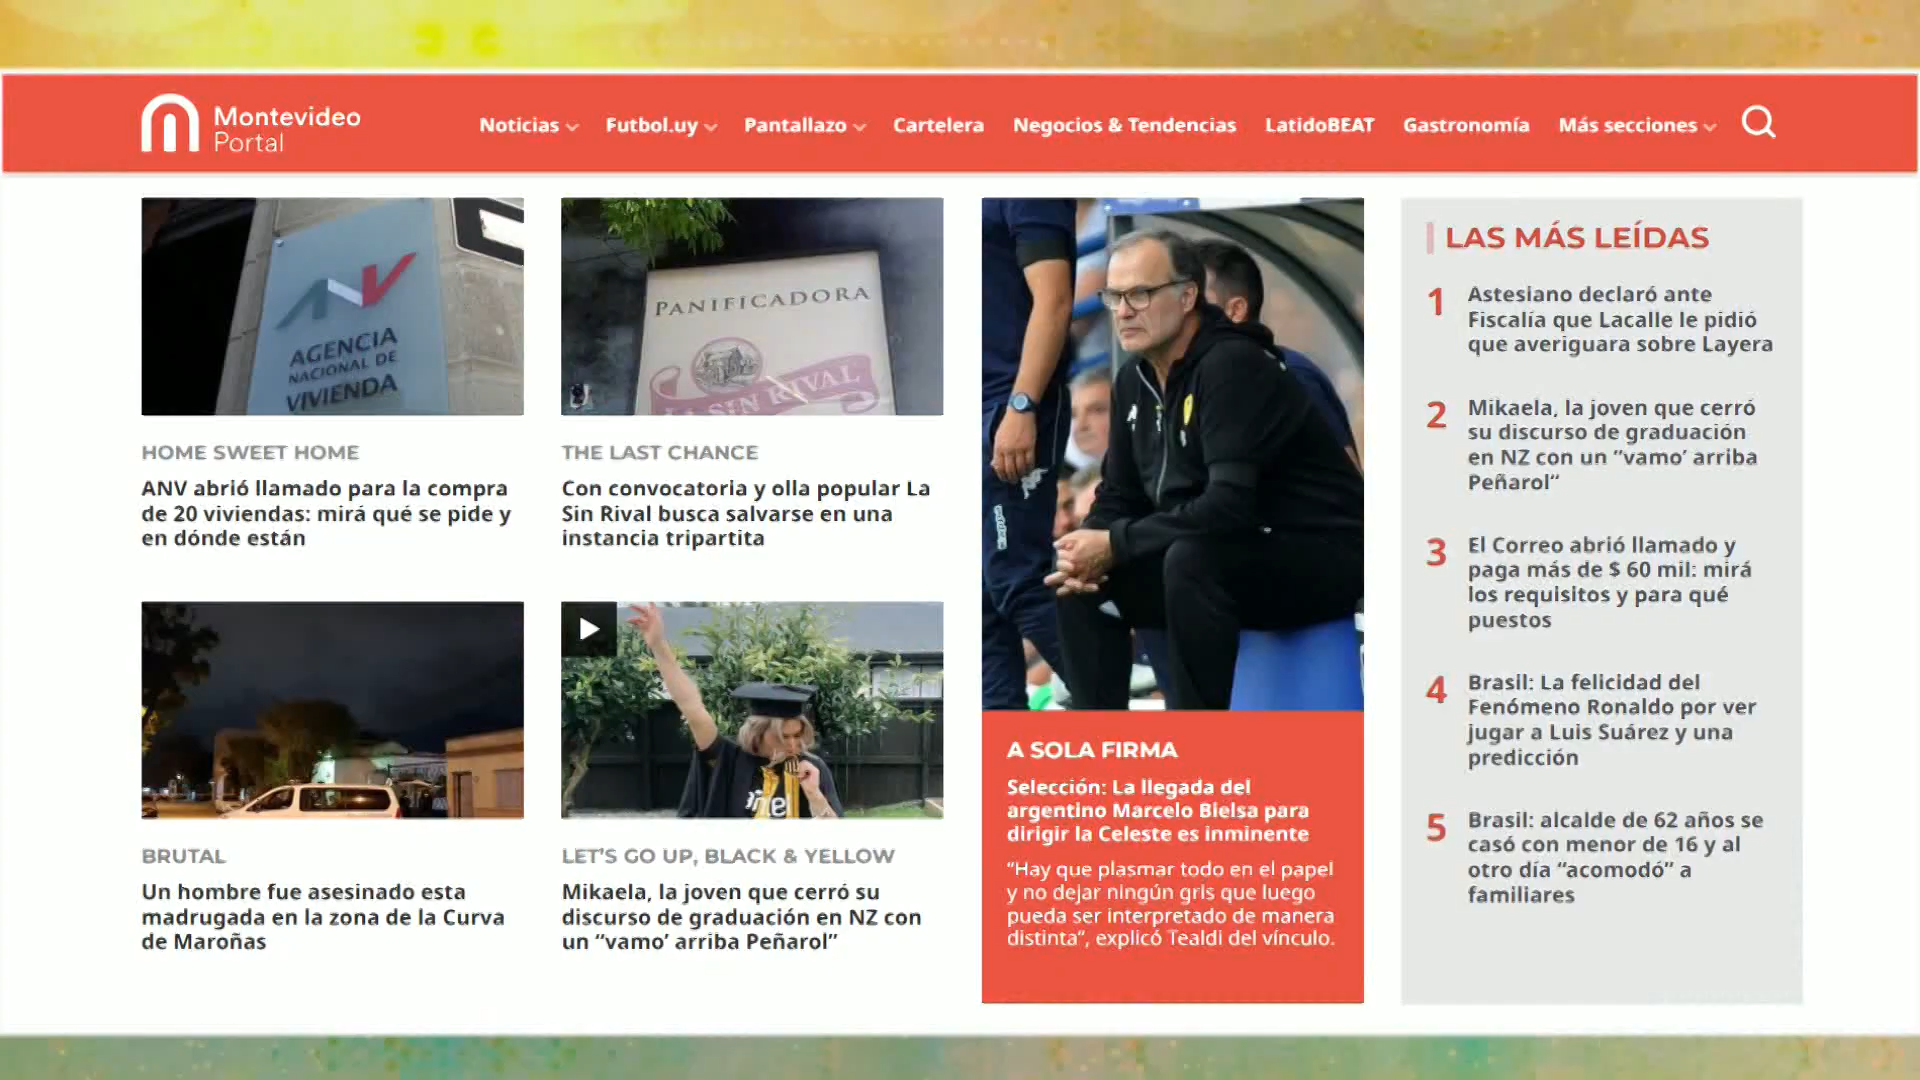 Montevideo
Portal
Noticias
Futbol.uy
Pantallazo
Cartelera
Negocios & Tendencias
LatidoBEAT
Gastronomía
Más secciones
AGENCIA
NACIONAL DE
VIVIENDA
HOME SWEET HOME
ANV abrió llamado para la compra
de 20 viviendas: mirá qué se pide y
en dónde están
PANIFICADORA
LA SIN RIVAL
THE LAST CHANCE
Con convocatoria y olla popular La
Sin Rival busca salvarse en una
instancia tripartita
BRUTAL
Un hombre fue asesinado esta
madrugada en la zona de la Curva
de Maroñas
LET'S GO UP, BLACK & YELLOW
Mikaela, la joven que cerró su
discurso de graduación en NZ con
un “vamo’ arriba Peñarol”
A SOLA FIRMA
Selección: La llegada del
argentino Marcelo Bielsa para
dirigir la Celeste es inminente
“Hay que plasmar todo en el papel
y no dejar ningún gris que luego
pueda ser interpretado de manera
distinta”, explicó Tealdi del vínculo.
LAS MÁS LEÍDAS
1
Astesiano declaró ante
Fiscalía que Lacalle le pidió
que averiguara sobre Layera
2
Mikaela, la joven que cerró
su discurso de graduación
en NZ con un “vamo’ arriba
Peñarol“
3
El Correo abrió llamado y
paga más de $ 60 mil: mirá
los requisitos y para qué
puestos
4
Brasil: La felicidad del
Fenómeno Ronaldo por ver
jugar a Luis Suárez y una
predicción
5
Brasil: alcalde de 62 años se
casó con menor de 16 y al
otro día “acomodó” a
familiares